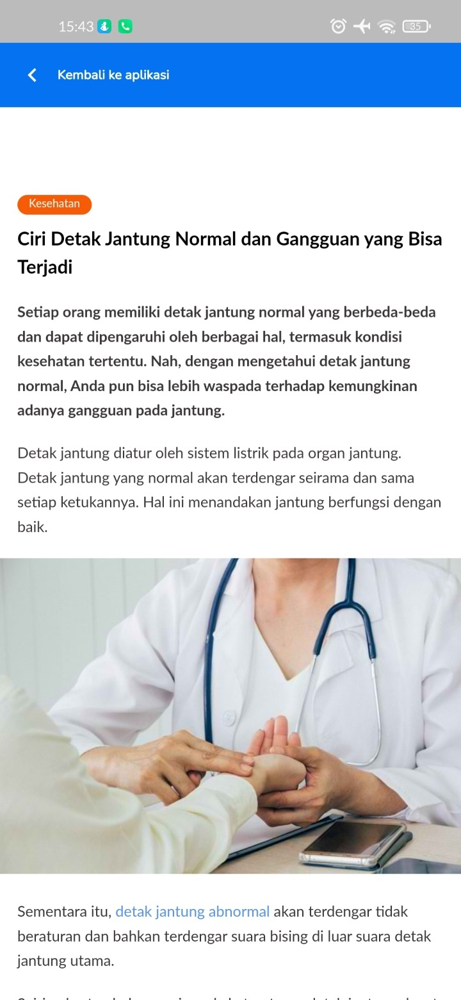 15:43
35
Kembali ke aplikasi
Kesehatan
Ciri Detak Jantung Normal dan Gangguan yang Bisa
Terjadi
Setiap orang memiliki detak jantung normal yang berbeda-beda
dan dapat dipengaruhi oleh berbagai hal, termasuk kondisi
kesehatan tertentu. Nah, dengan mengetahui detak jantung
normal, Anda pun bisa lebih waspada terhadap kemungkinan
adanya gangguan pada jantung.
Detak jantung diatur oleh sistem listrik pada organ jantung.
Detak jantung yang normal akan terdengar seirama dan sama
setiap ketukannya. Hal ini menandakan jantung berfungsi dengan
baik.
Sementara itu, detak jantung abnormal akan terdengar tidak
beraturan dan bahkan terdengar suara bising di luar suara detak
jantung utama.